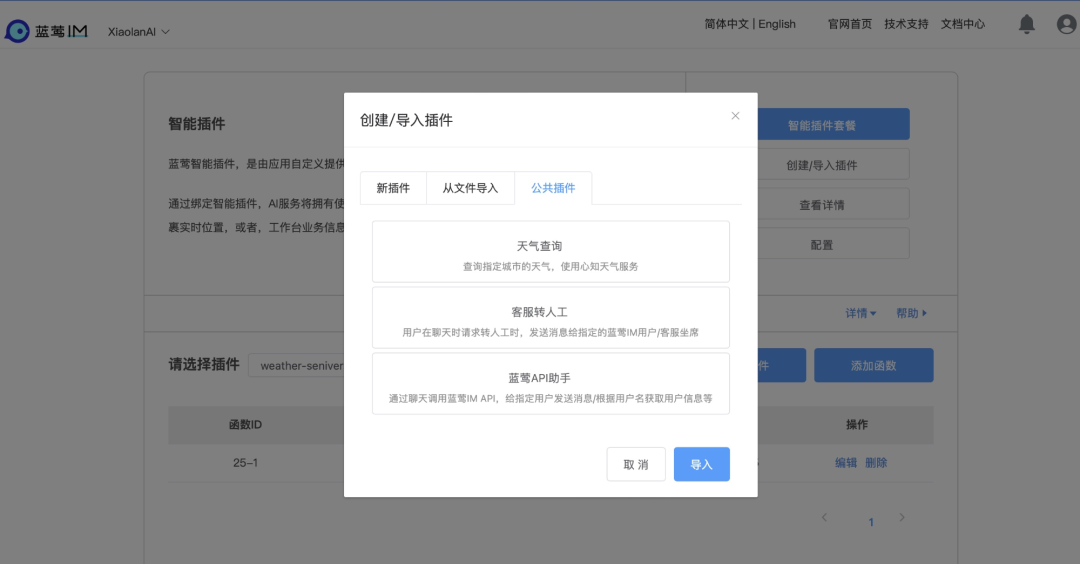 蓝莺IM
XiaolanAI
简体中文 | English
官网首页 技术支持 文档中心
智能插件
蓝莺智能插件，是由应用自定义提供
通过绑定智能插件，AI服务将拥有使
裹实时位置，或者，工作台业务信息
智能插件套餐
创建/导入插件
查看详情
配置
详情
帮助
创建/导入插件
新插件
从文件导入
公共插件
天气查询
查询指定城市的天气，使用心知天气服务
客服转人工
用户在聊天时请求转人工时，发送消息给指定的蓝莺IM用户/客服坐席
蓝莺API助手
通过聊天调用蓝莺IM API，给指定用户发送消息/根据用户名获取用户信息等
取 消
导入
请选择插件
weather-seniver
件
添加函数
函数ID
操作
25-1
编辑 删除
1